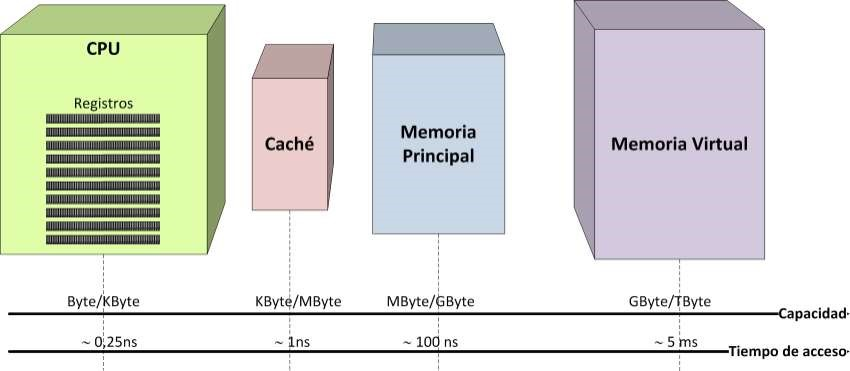 CPU
Registros
Caché
Memoria
Principal
Memoria Virtual
Byte/KByte
KByte/MByte
MByte/GByte
GByte/TByte
Capacidad
~ 0,25ns
~ 1ns
~ 100 ns
~ 5 ms
Tiempo de acceso